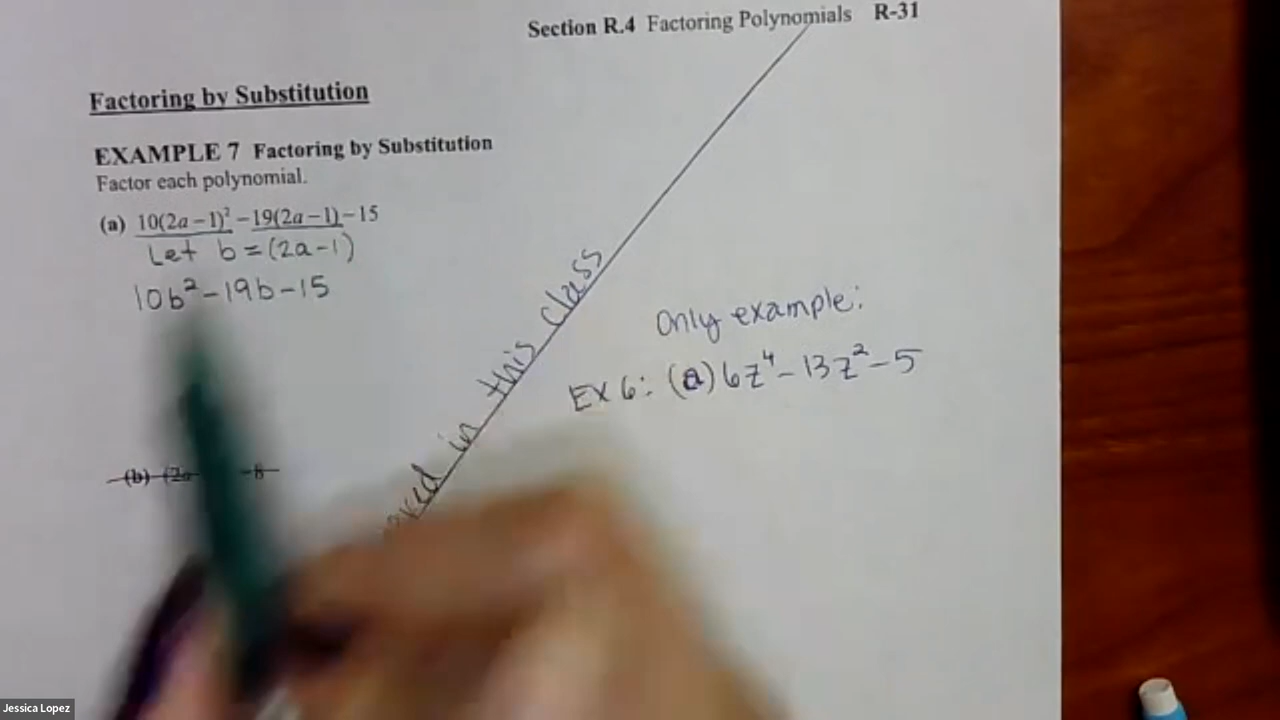 Section R.4 Factoring Polynomials R-31
Factoring by Substitution
EXAMPLE 7 Factoring by Substitution
Factor each polynomial.
(a) 10(2a – 1)² – 19(2a – 1) – 15
Let b = (2a – 1)
10b² – 19b – 15
(b) (2a – 8
in this class
Only example:
Ex 6: (a) 6z⁴ – 13z² – 5
Jessica Lopez